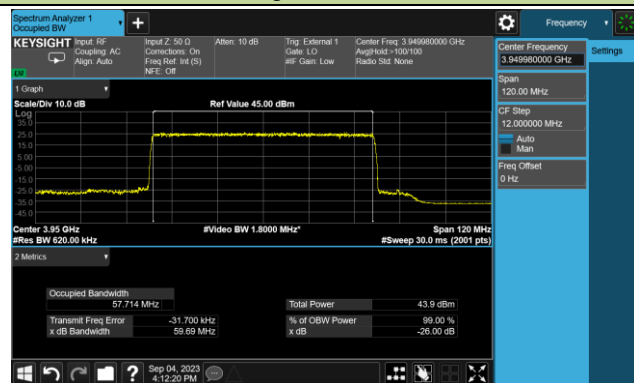 Spectrum Analyzer 1
Occupied BW
Frequency
KEYSIGHT
Input: RF
Coupling: AC
Align: Auto
Input Z: 50 Ω
Corrections: On
Freq Ref: Int (S)
NFE: Off
Atten: 10 dB
Trig: External 1
Gate: LO
#IF Gain: Low
Center Freq: 3.949980000 GHz
Avg|Hold:>100/100
Radio Std: None
Center Frequency
3.949980000 GHz
Settings
Span
120.00 MHz
CF Step
12.000000 MHz
Auto
Man
Freq Offset
0 Hz
1 Graph
Scale/Div 10.0 dB
Ref Value 45.00 dBm
Log
35.0
25.0
15.0
5.00
-5.00
-15.0
-25.0
-35.0
-45.0
Center 3.95 GHz
#Video BW 1.8000 MHz*
Span 120 MHz
#Res BW 620.00 kHz
#Sweep 30.0 ms (2001 pts)
2 Metrics
Occupied Bandwidth
57.714 MHz
Total Power
43.9 dBm
Transmit Freq Error
-31.700 kHz
% of OBW Power
99.00 %
x dB Bandwidth
59.69 MHz
x dB
-26.00 dB
?
Sep 04, 2023
4:12:20 PM